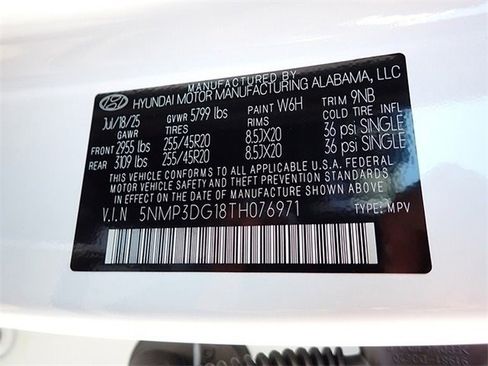 MANUFACTURED BY
HYUNDAI MOTOR MANUFACTURING ALABAMA, LLC
Jul/18/25 GVWR 5799 lbs PAINT W6H TRIM 9NB
GAWR TIRES RIMS COLD TIRE INFL
FRONT 2955 lbs 255/45R20 8.5JX20 36 psi SINGLE
REAR 3109 lbs 255/45R20 8.5JX20 36 psi SINGLE
THIS VEHICLE CONFORMS TO ALL APPLICABLE U.S.A. FEDERAL
MOTOR VEHICLE SAFETY AND THEFT PREVENTION STANDARDS
IN EFFECT ON THE DATE OF MANUFACTURE SHOWN ABOVE.
V.I.N 5NMP3DG18TH076971 TYPE: MPV